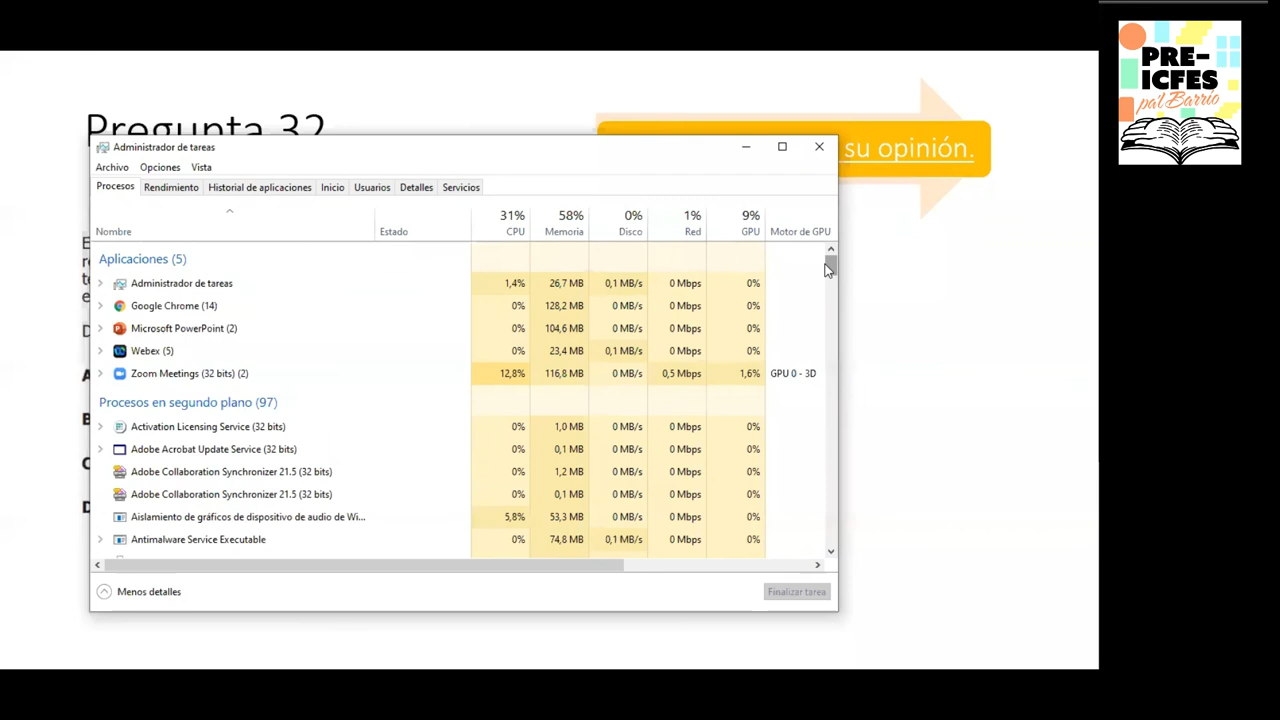 PRE-
ICFES
pa'l Barrio
Pregunta 32
su opinión.
Administrador de tareas
Archivo Opciones Vista
Procesos Rendimiento Historial de aplicaciones Inicio Usuarios Detalles Servicios
31% 58% 0% 1% 9%
Nombre Estado CPU Memoria Disco Red GPU Motor de GPU
Aplicaciones (5)
Administrador de tareas 1,4% 26,7 MB 0,1 MB/s 0 Mbps 0%
Google Chrome (14) 0% 128,2 MB 0 MB/s 0 Mbps 0%
Microsoft PowerPoint (2) 0% 104,6 MB 0 MB/s 0 Mbps 0%
Webex (5) 0% 23,4 MB 0,1 MB/s 0 Mbps 0%
Zoom Meetings (32 bits) (2) 12,8% 116,8 MB 0 MB/s 0,5 Mbps 1,6% GPU 0 - 3D
Procesos en segundo plano (97)
Activation Licensing Service (32 bits) 0% 1,0 MB 0 MB/s 0 Mbps 0%
Adobe Acrobat Update Service (32 bits) 0% 0,1 MB 0 MB/s 0 Mbps 0%
Adobe Collaboration Synchronizer 21.5 (32 bits) 0% 1,2 MB 0 MB/s 0 Mbps 0%
Adobe Collaboration Synchronizer 21.5 (32 bits) 0% 0,1 MB 0 MB/s 0 Mbps 0%
Aislamiento de gráficos de dispositivo de audio de Wi... 5,8% 53,3 MB 0 MB/s 0 Mbps 0%
Antimalware Service Executable 0% 74,8 MB 0,1 MB/s 0 Mbps 0%
Menos detalles Finalizar tarea